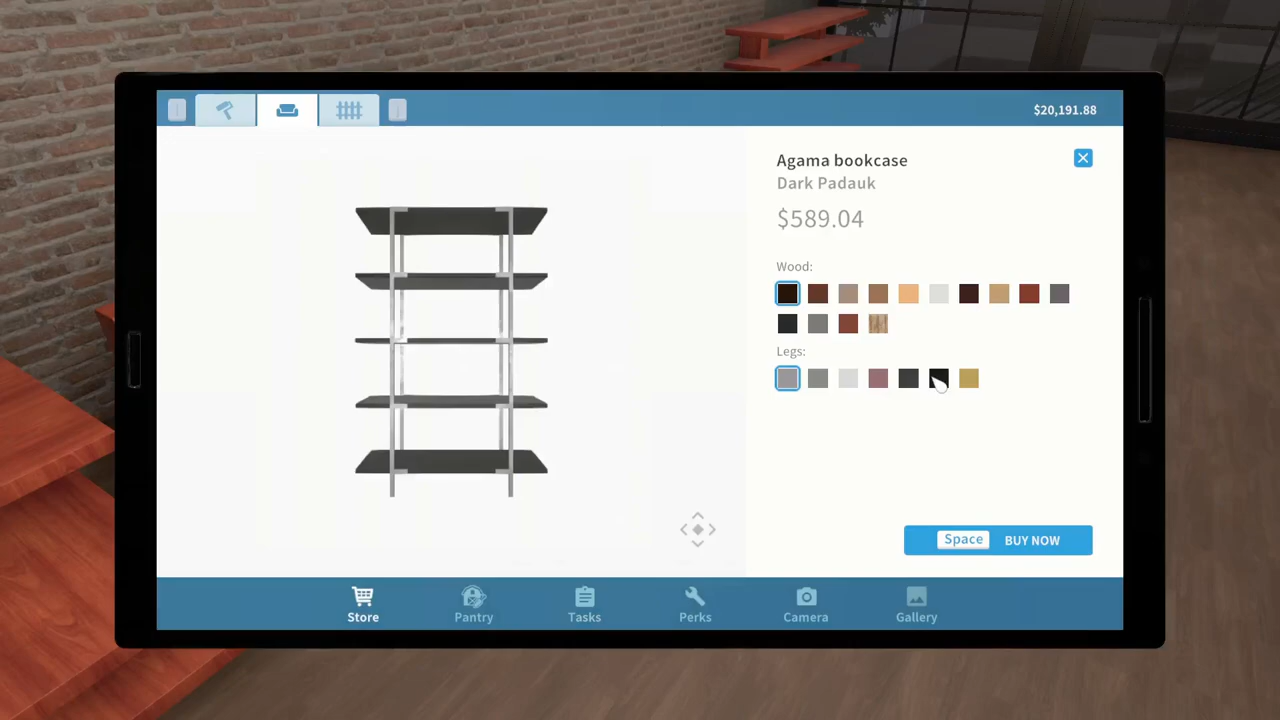 $20,191.88
Agama bookcase
Dark Padauk
$589.04
Wood:
Legs:
Space BUY NOW
Store Pantry Tasks Perks Camera Gallery